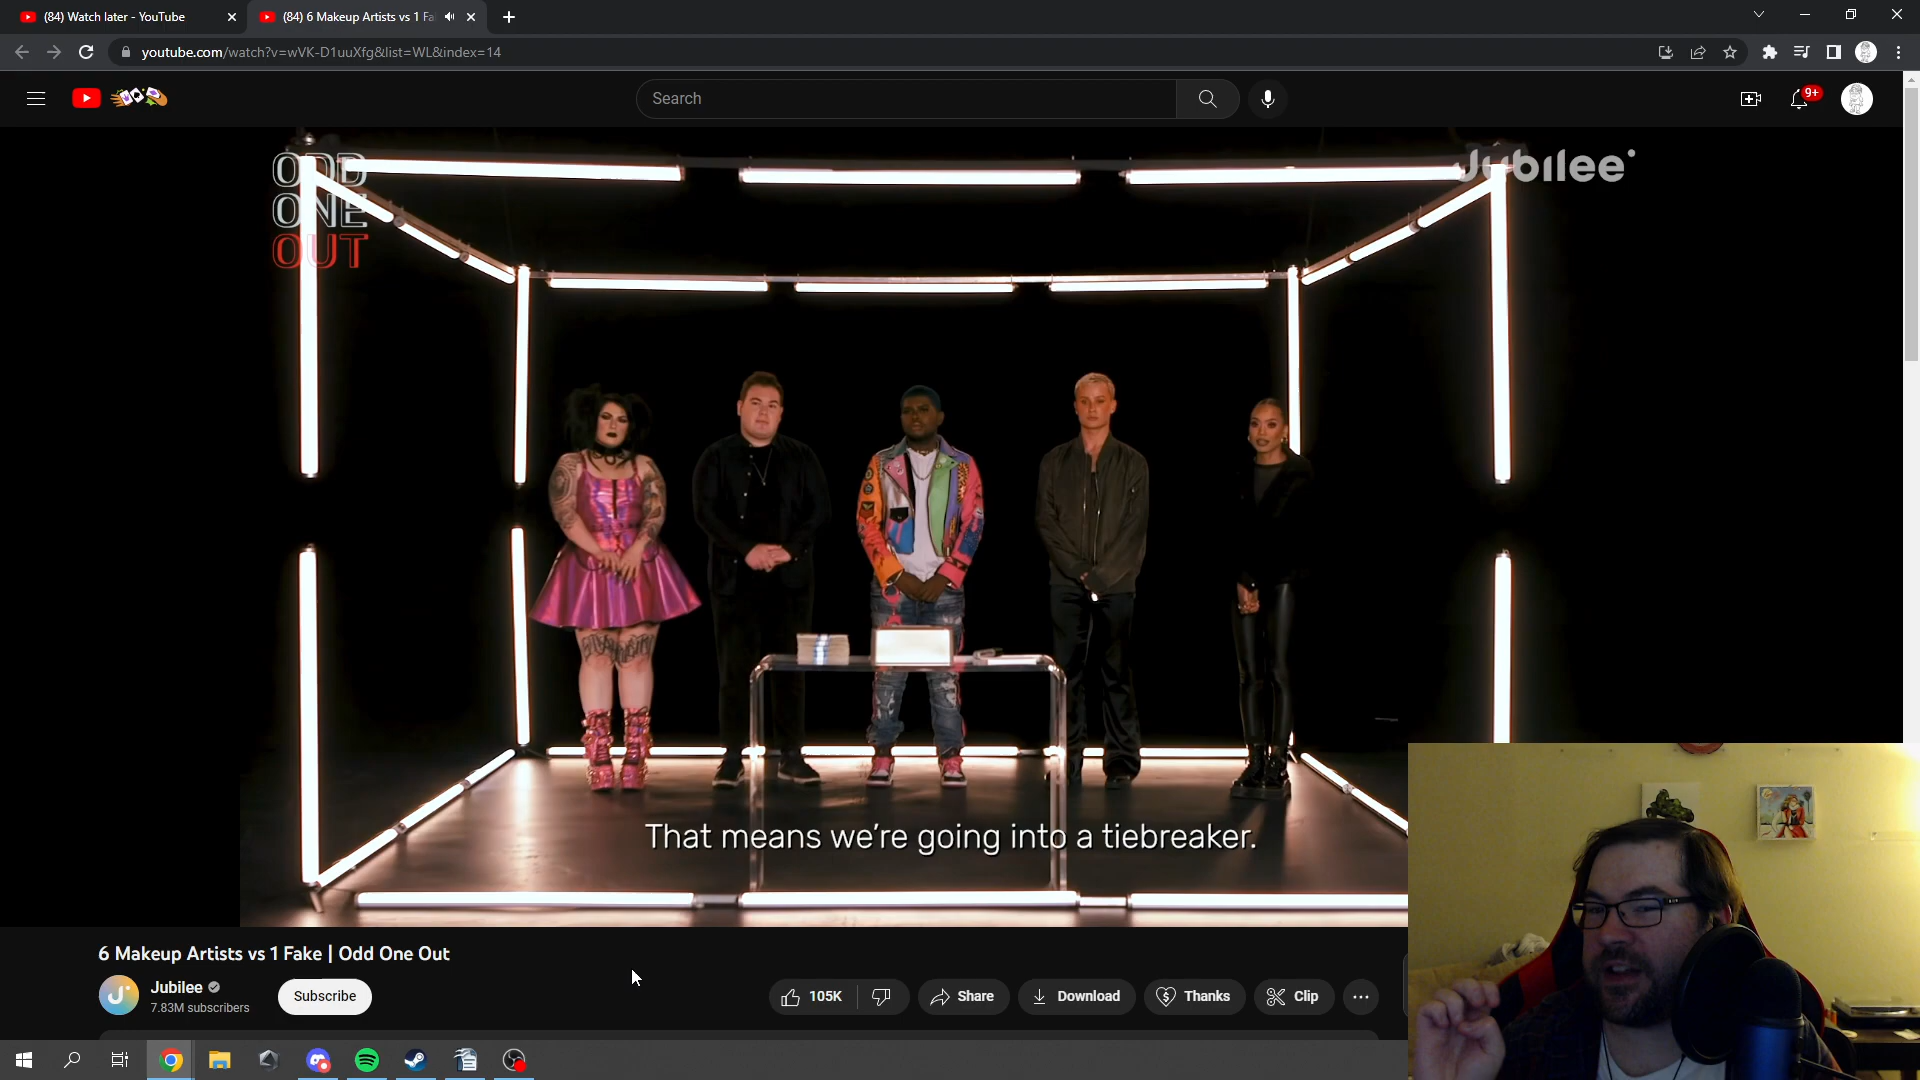 (84) Watch later - YouTube
(84) 6 Makeup Artists vs 1 Fa
youtube.com/watch?v=wVK-D1uuXfg&list=WL&index=14
Search
9+
ODD
ONE
OUT
Jubilee
That means we're going into a tiebreaker.
6 Makeup Artists vs 1 Fake | Odd One Out
Jubilee
7.83M subscribers
Subscribe
105K
Share
Download
Thanks
Clip